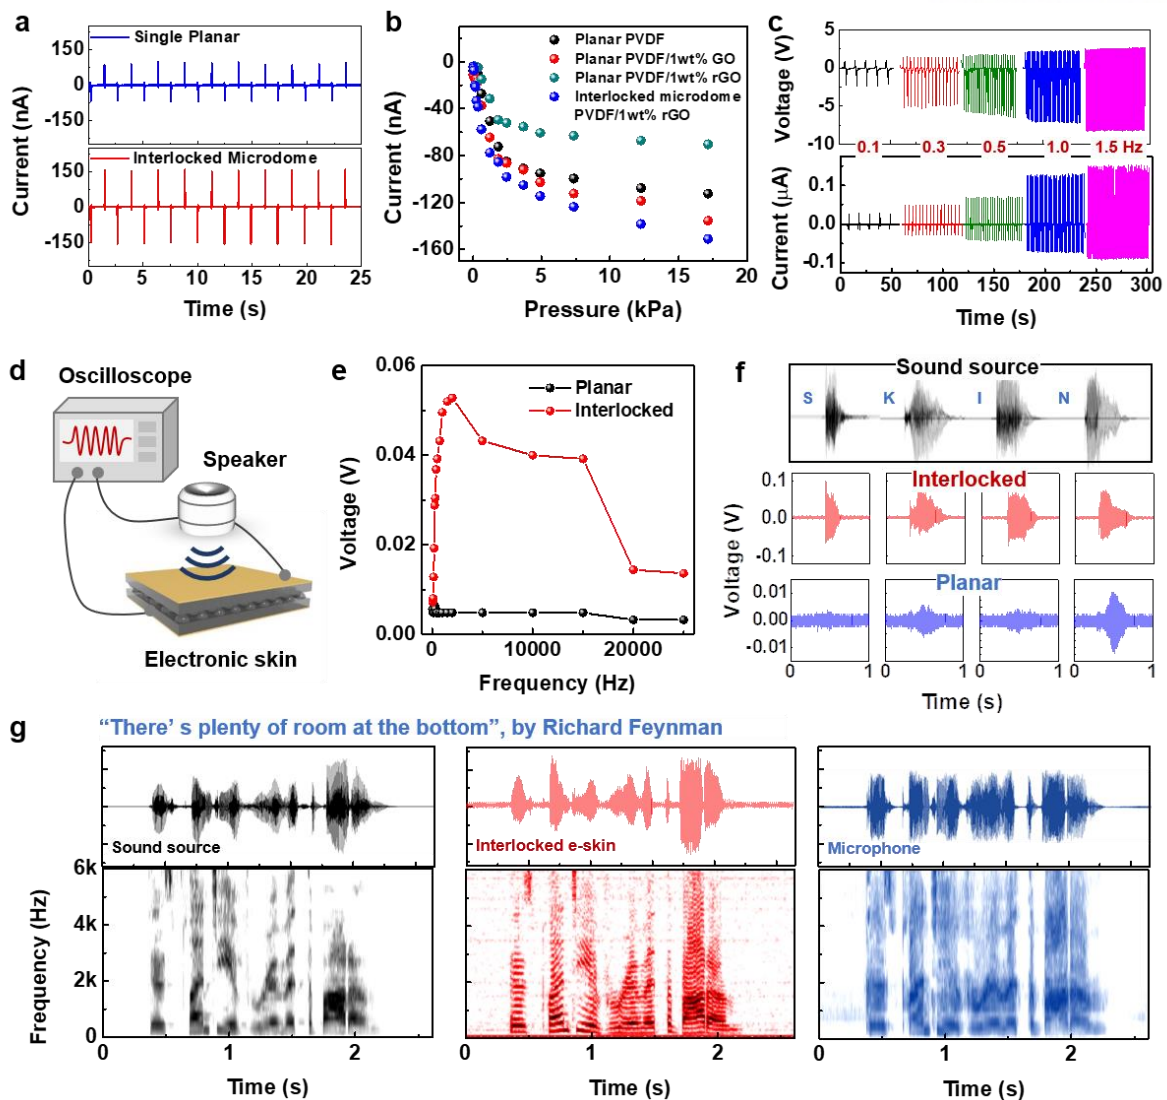 a
Single Planar
150
0
-150
Interlocked Microdome
150
0
-150
Current (nA)
0 5 10 15 20 25
Time (s)
b
Planar PVDF
Planar PVDF/1wt% GO
Planar PVDF/1wt% rGO
Interlocked microdome
PVDF/1wt% rGO
0
-40
-80
-120
-160
Current (nA)
0 5 10 15 20
Pressure (kPa)
c
5
0
-5
-10
Voltage (V)
0.1 0.3 0.5 1.0 1.5 Hz
0.1
0.0
-0.1
Current (μA)
0 50 100 150 200 250 300
Time (s)
d
Oscilloscope
Speaker
Electronic skin
e
0.06
0.04
0.02
0.00
Voltage (V)
Planar
Interlocked
0 10000 20000
Frequency (Hz)
f
Sound source
S K I N
Interlocked
0.1
0.0
-0.1
Planar
0.01
0.00
-0.01
Voltage (V)
0 1 0 1 0 1 0 1
Time (s)
g
“There’ s plenty of room at the bottom”, by Richard Feynman
Sound source
Interlocked e-skin
Microphone
6k
4k
2k
0
Frequency (Hz)
0 1 2
Time (s)
0 1 2
Time (s)
0 1 2
Time (s)